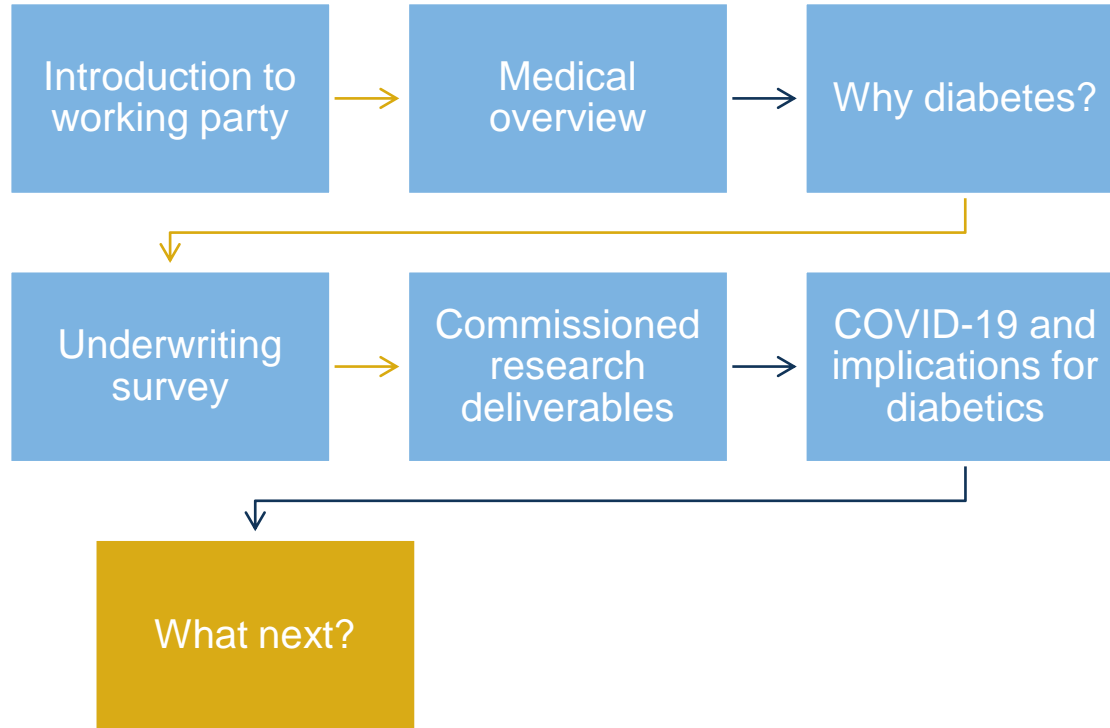 Introduction to
working party
Medical
overview
Why diabetes?
Underwriting
survey
Commissioned
research
deliverables
COVID-19 and
implications for
diabetics
What next?